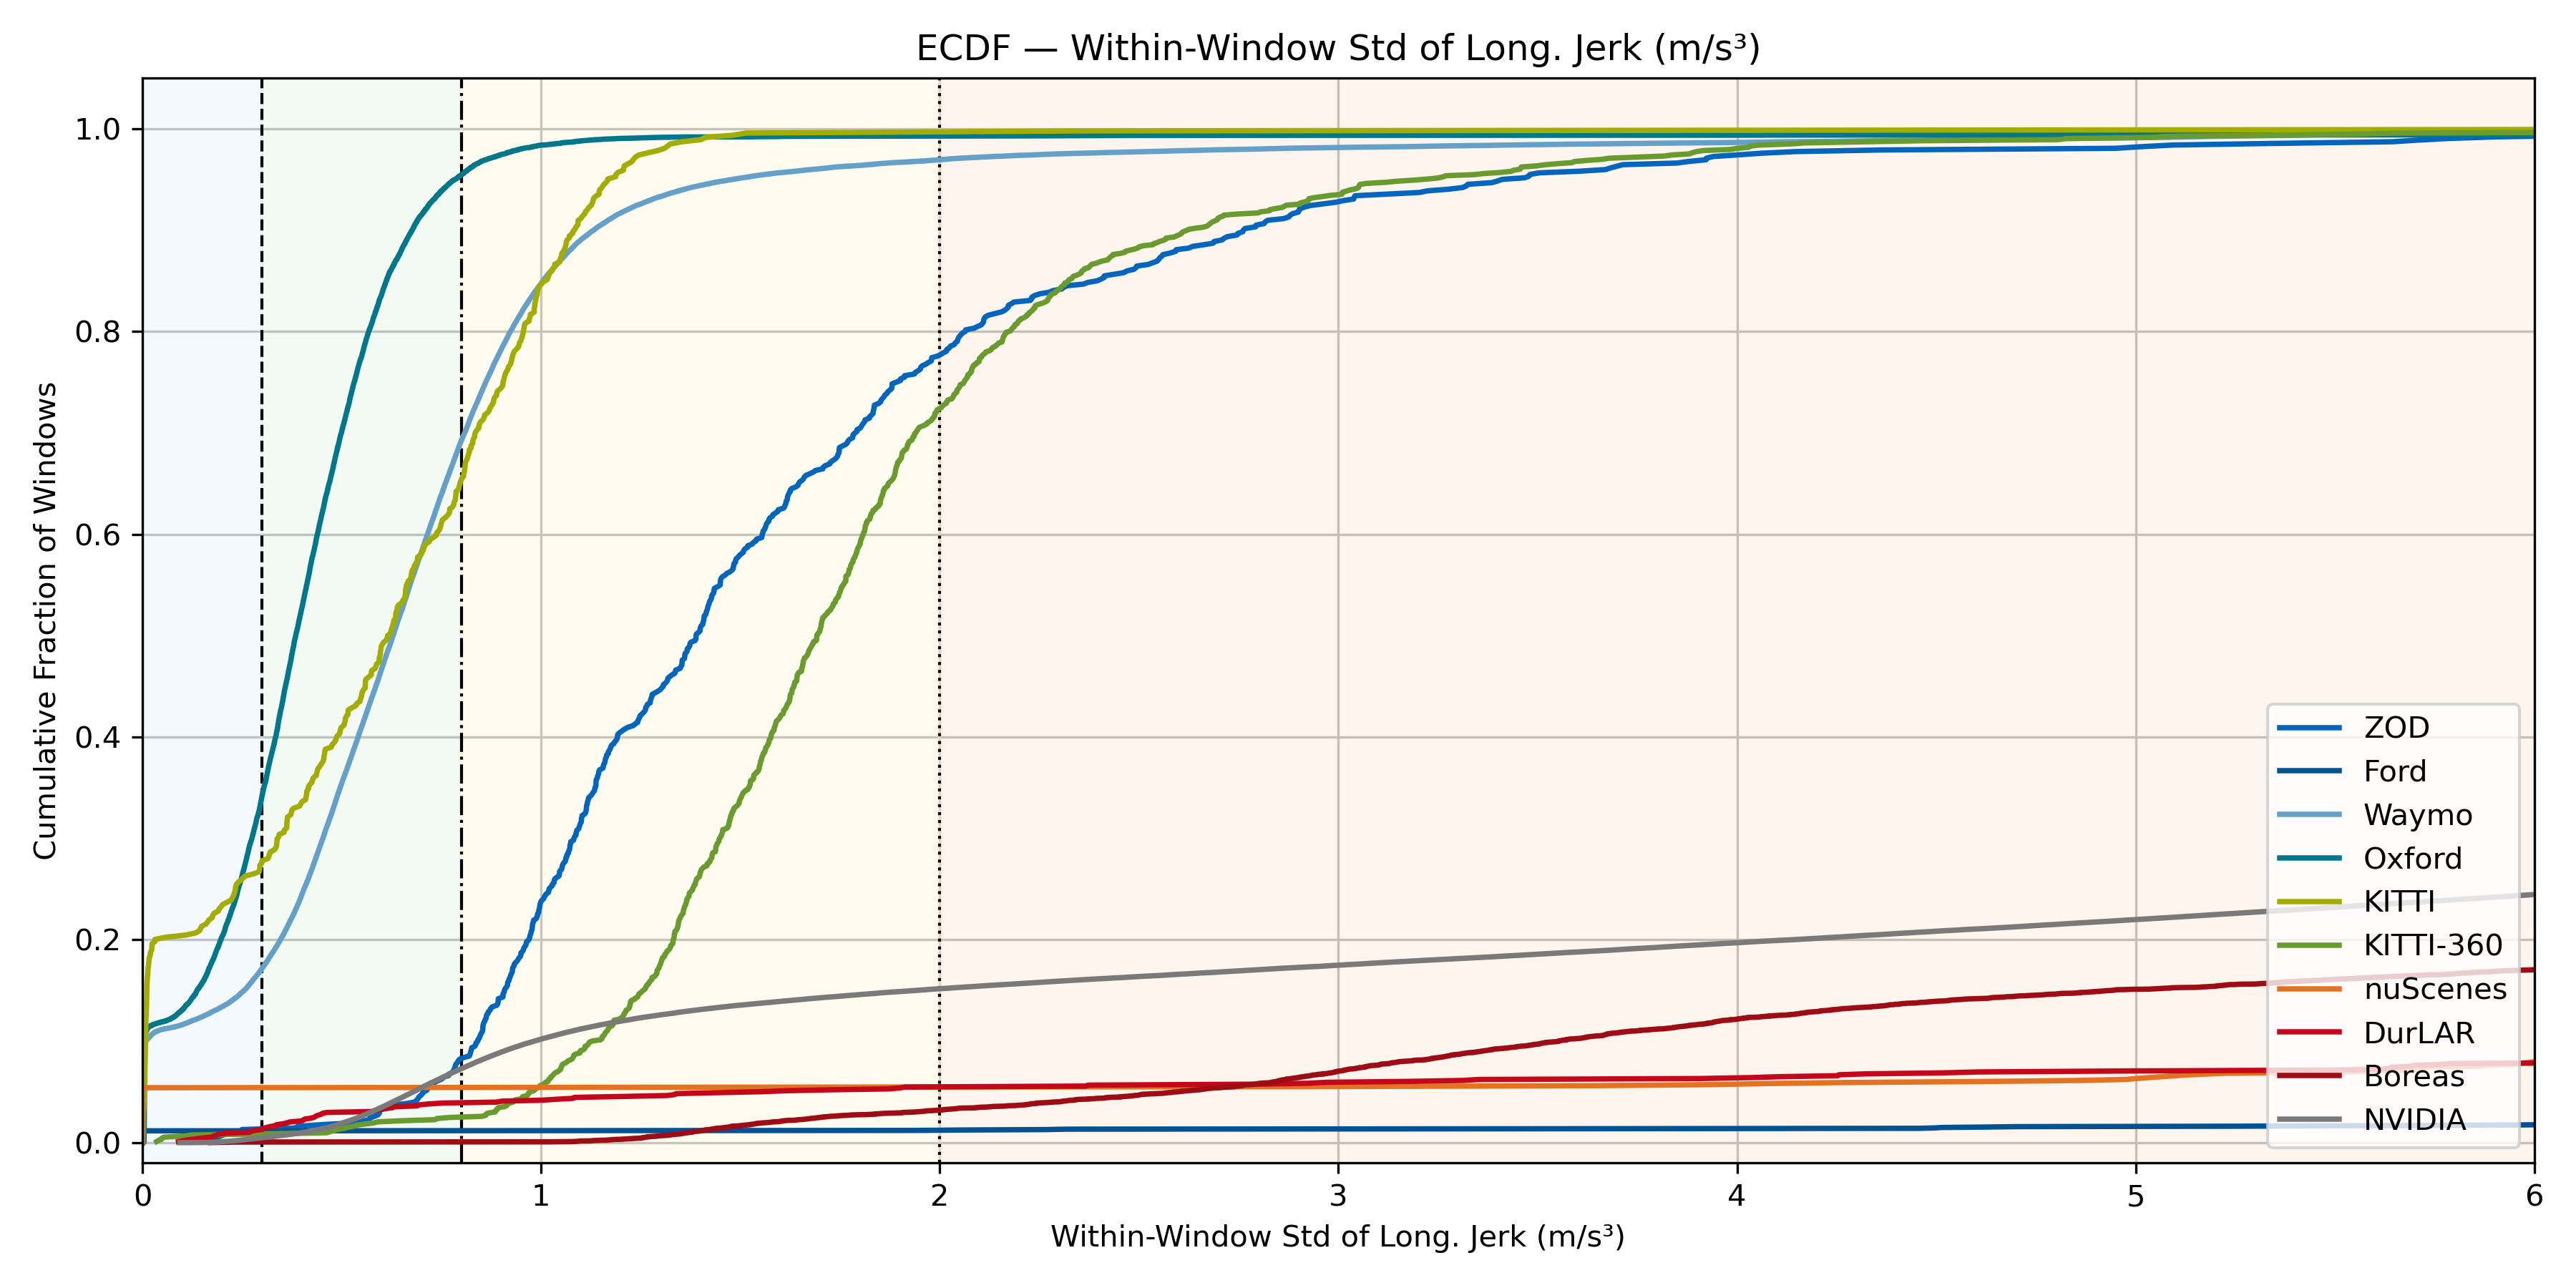 ECDF — Within-Window Std of Long. Jerk (m/s³)
Cumulative Fraction of Windows
1.0
0.8
0.6
0.4
0.2
0.0
0 1 2 3 4 5 6
Within-Window Std of Long. Jerk (m/s³)
ZOD
Ford
Waymo
Oxford
KITTI
KITTI-360
nuScenes
DurLAR
Boreas
NVIDIA